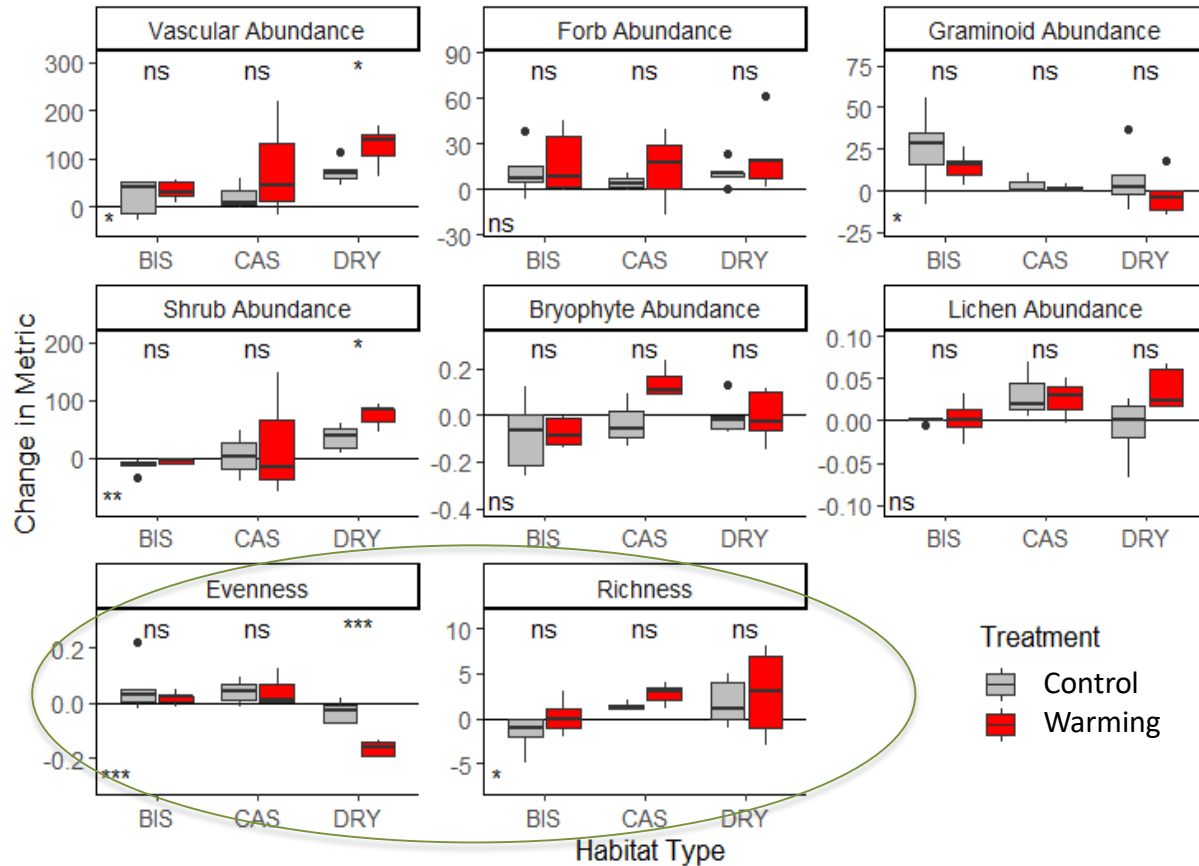 Vascular Abundance
Forb Abundance
Graminoid Abundance
300
200
100
0
ns
ns
*
*
BIS
CAS
DRY
90
60
30
0
-30
ns
ns
ns
ns
BIS
CAS
DRY
75
50
25
0
-25
ns
ns
ns
*
BIS
CAS
DRY
Shrub Abundance
Bryophyte Abundance
Lichen Abundance
200
100
0
ns
ns
*
**
BIS
CAS
DRY
0.2
0.0
-0.2
-0.4
ns
ns
ns
ns
BIS
CAS
DRY
0.10
0.05
0.00
-0.05
-0.10
ns
ns
ns
ns
BIS
CAS
DRY
Change in Metric
Evenness
Richness
0.2
0.0
-0.2
ns
ns
***
***
BIS
CAS
DRY
10
5
0
-5
ns
ns
ns
*
BIS
CAS
DRY
Habitat Type
Treatment
Control
Warming